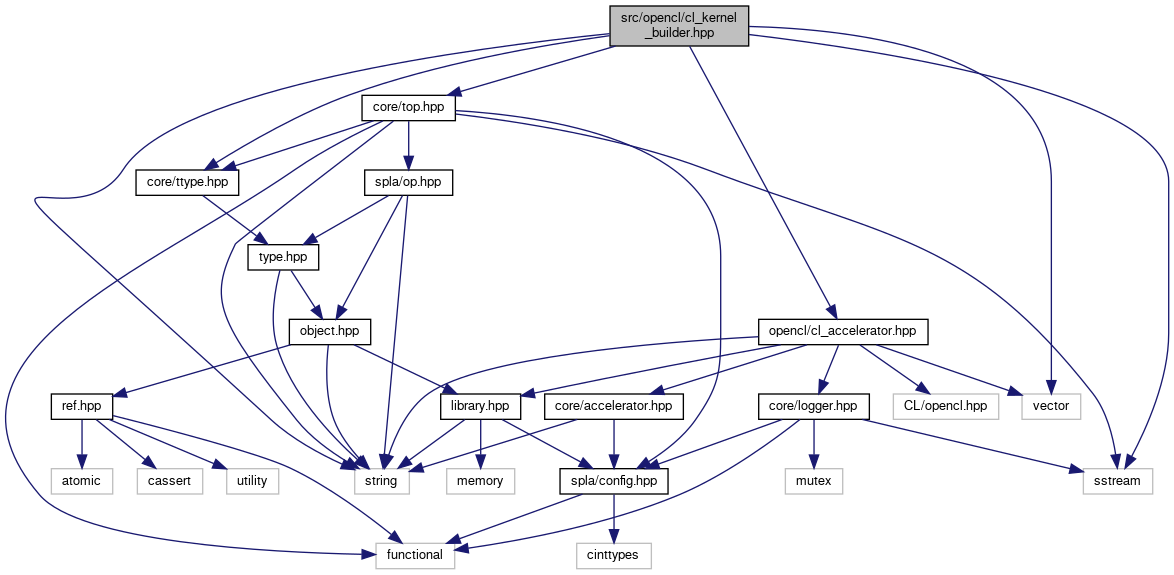 src/opencl/cl_kernel
_builder.hpp
core/top.hpp
core/ttype.hpp
spla/op.hpp
type.hpp
object.hpp
opencl/cl_accelerator.hpp
ref.hpp
library.hpp
core/accelerator.hpp
core/logger.hpp
CL/opencl.hpp
vector
atomic
cassert
utility
string
memory
spla/config.hpp
mutex
sstream
functional
cinttypes